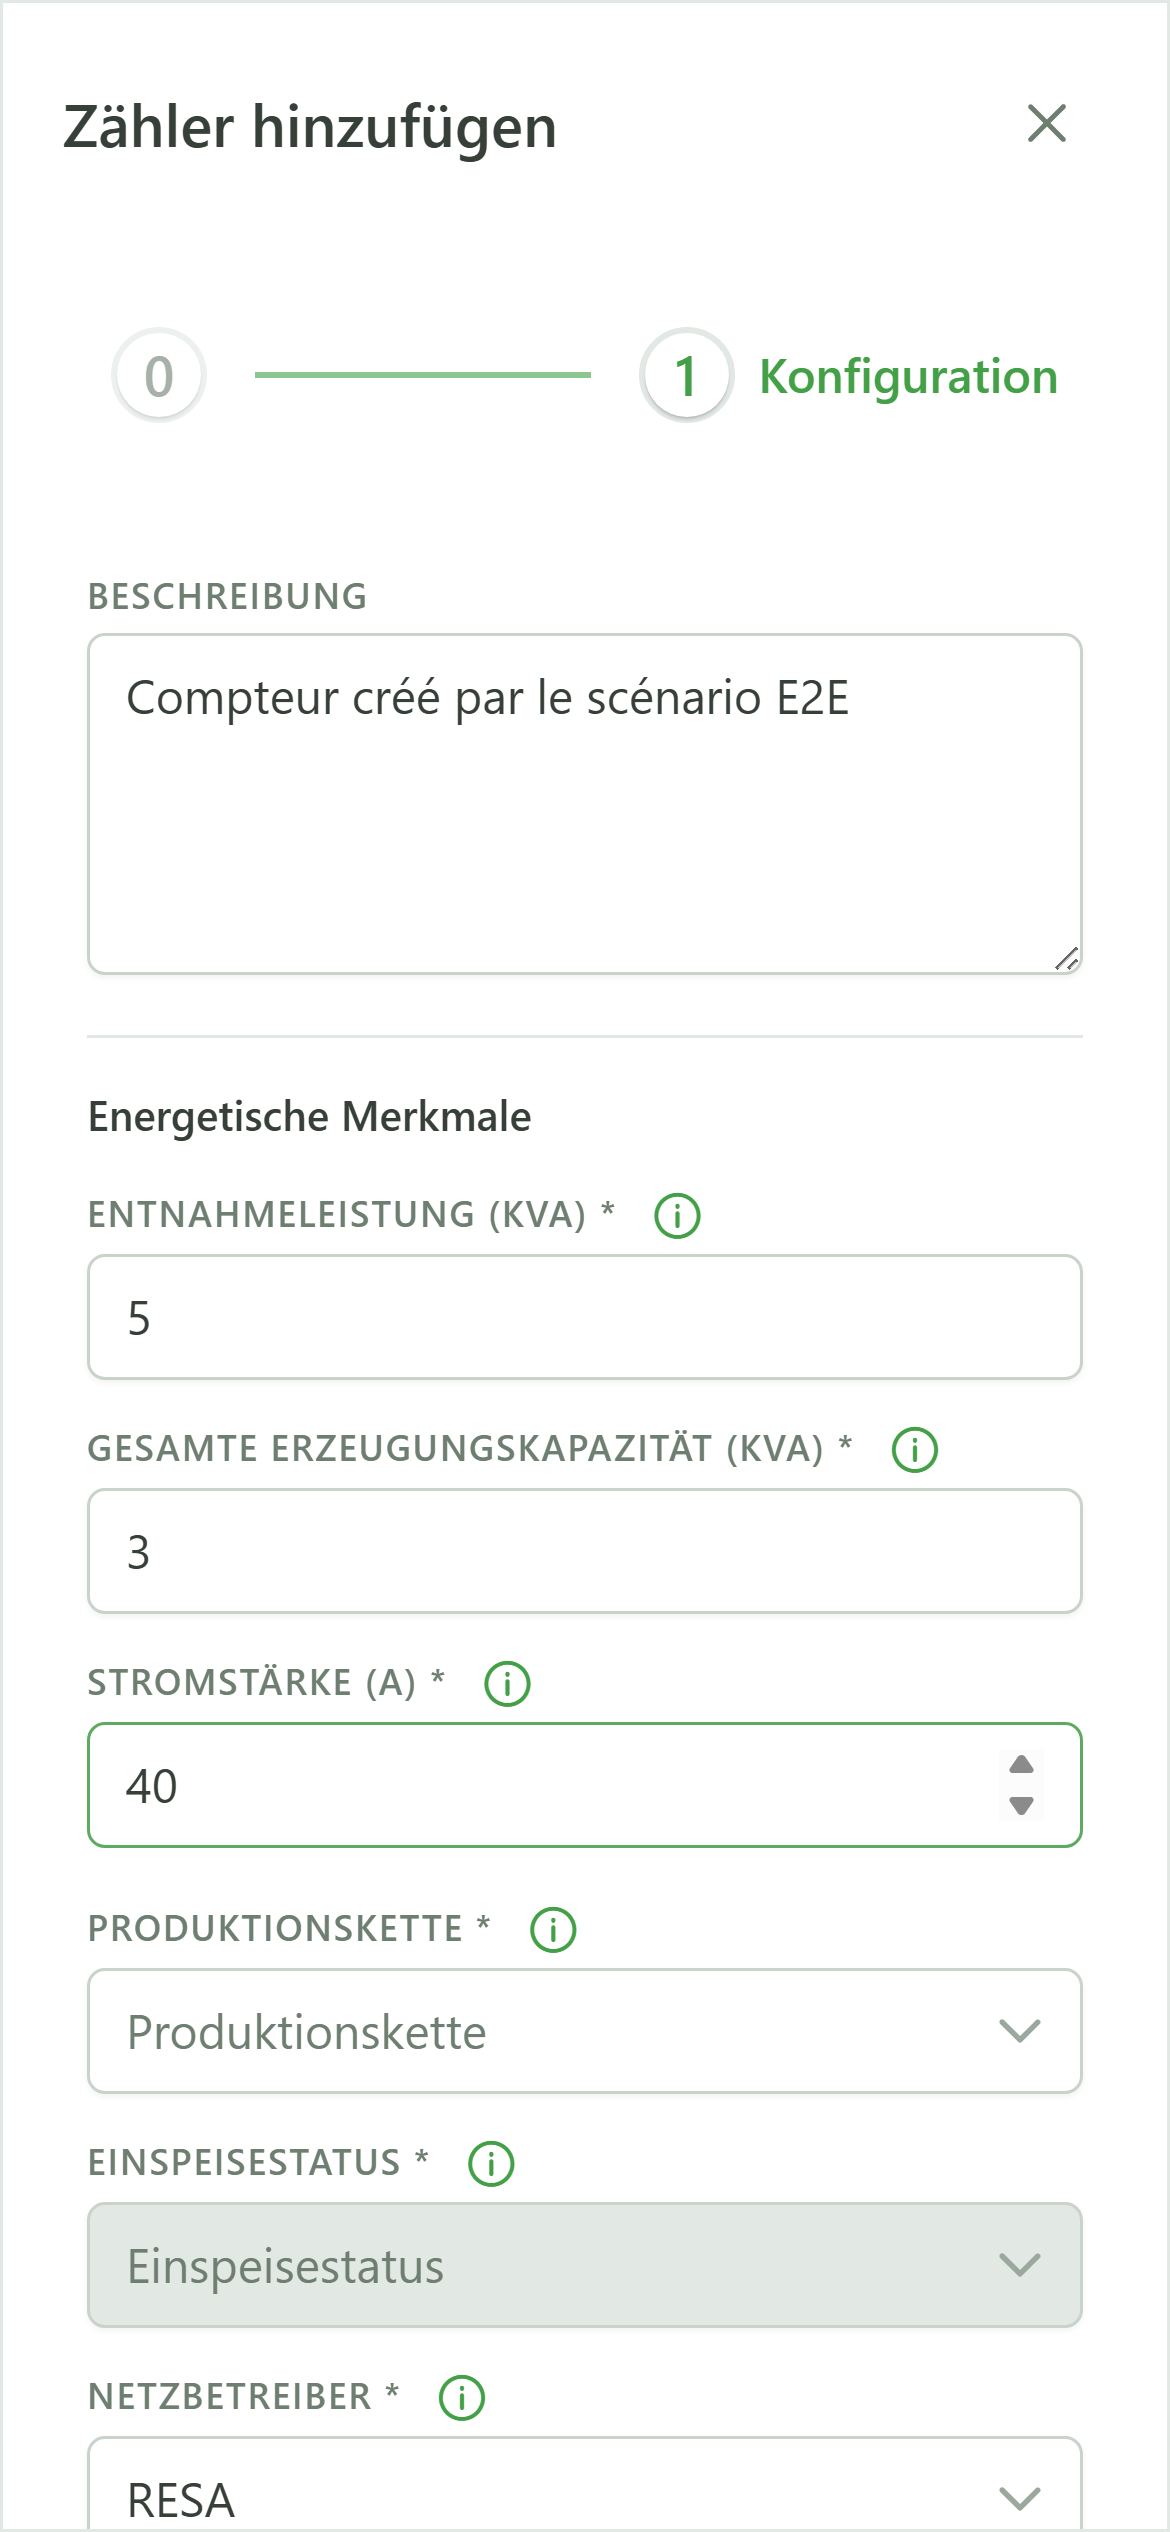 Zähler hinzufügen
0
1 Konfiguration
BESCHREIBUNG
Compteur créé par le scénario E2E
Energetische Merkmale
ENTNAHMELEISTUNG (KVA) *
5
GESAMTE ERZEUGUNGSKAPAZITÄT (KVA) *
3
STROMSTÄRKE (A) *
40
PRODUKTIONSKETTE *
Produktionskette
EINSPEISESTATUS *
Einspeisestatus
NETZBETREIBER *
RESA